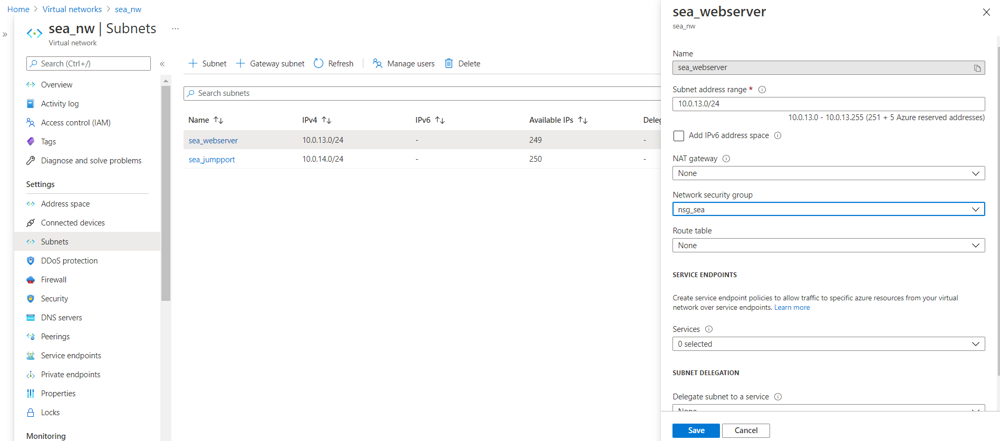 Home > Virtual networks > sea_nw
sea_nw | Subnets ...
Virtual network
Search (Ctrl+/)
«
»
Overview
Activity log
Access control (IAM)
Tags
Diagnose and solve problems
Settings
Address space
Connected devices
Subnets
DDoS protection
Firewall
Security
DNS servers
Peerings
Service endpoints
Private endpoints
Properties
Locks
Monitoring
+ Subnet + Gateway subnet Refresh Manage users Delete
Search subnets
Name ↑↓ IPv4 ↑↓ IPv6 ↑↓ Available IPs ↑↓ Deleg
sea_webserver 10.0.13.0/24 - 249 -
sea_jumpport 10.0.14.0/24 - 250 -
sea_webserver
sea_nw
Name
sea_webserver
Subnet address range *
10.0.13.0/24
10.0.13.0 - 10.0.13.255 (251 + 5 Azure reserved addresses)
Add IPv6 address space
NAT gateway
None
Network security group
nsg_sea
Route table
None
SERVICE ENDPOINTS
Create service endpoint policies to allow traffic to specific azure resources from your virtual
network over service endpoints. Learn more
Services
0 selected
SUBNET DELEGATION
Delegate subnet to a service
None
Save Cancel